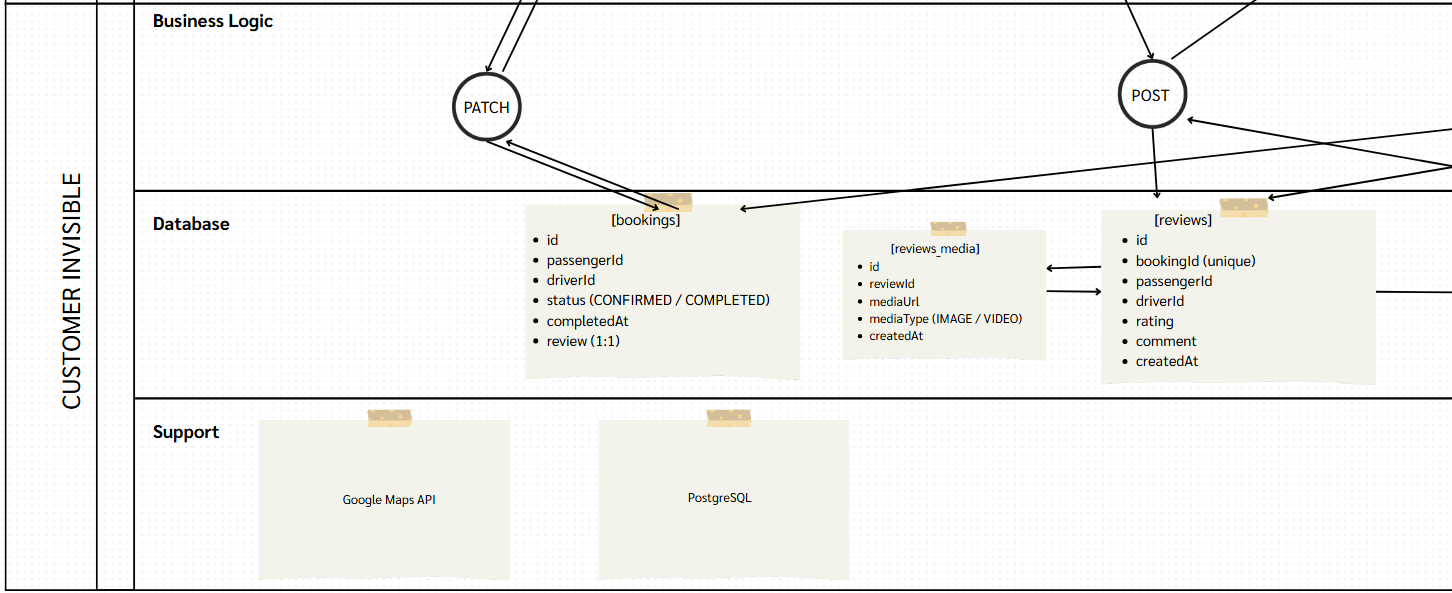 CUSTOMER INVISIBLE
Business Logic
PATCH
POST
Database
[bookings]
id
passengerId
driverId
status (CONFIRMED / COMPLETED)
completedAt
review (1:1)
[reviews_media]
id
reviewId
mediaUrl
mediaType (IMAGE / VIDEO)
createdAt
[reviews]
id
bookingId (unique)
passengerId
driverId
rating
comment
createdAt
Support
Google Maps API
PostgreSQL